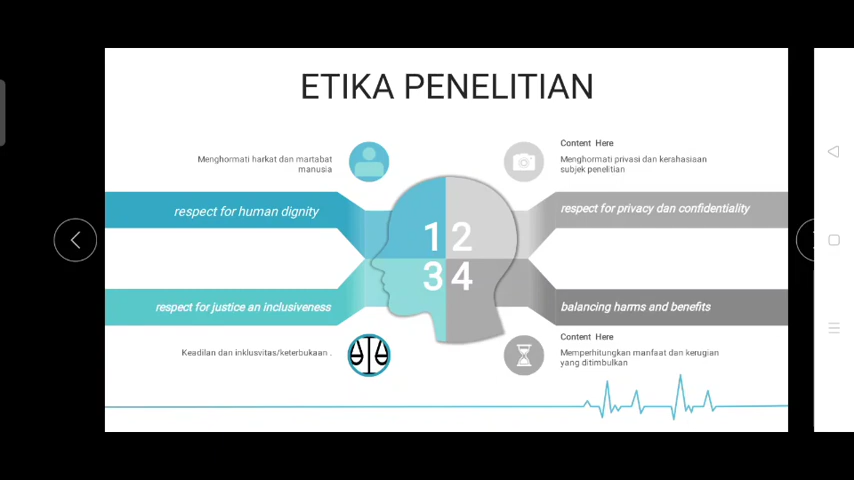 ETIKA PENELITIAN
Menghormati harkat dan martabat
manusia
respect for human dignity
Content Here
Menghormati privasi dan kerahasiaan
subjek penelitian
respect for privacy dan confidentiality
1 2
3 4
respect for justice an inclusiveness
Keadilan dan inklusvitas/keterbukaan .
balancing harms and benefits
Content Here
Memperhitungkan manfaat dan kerugian
yang ditimbulkan